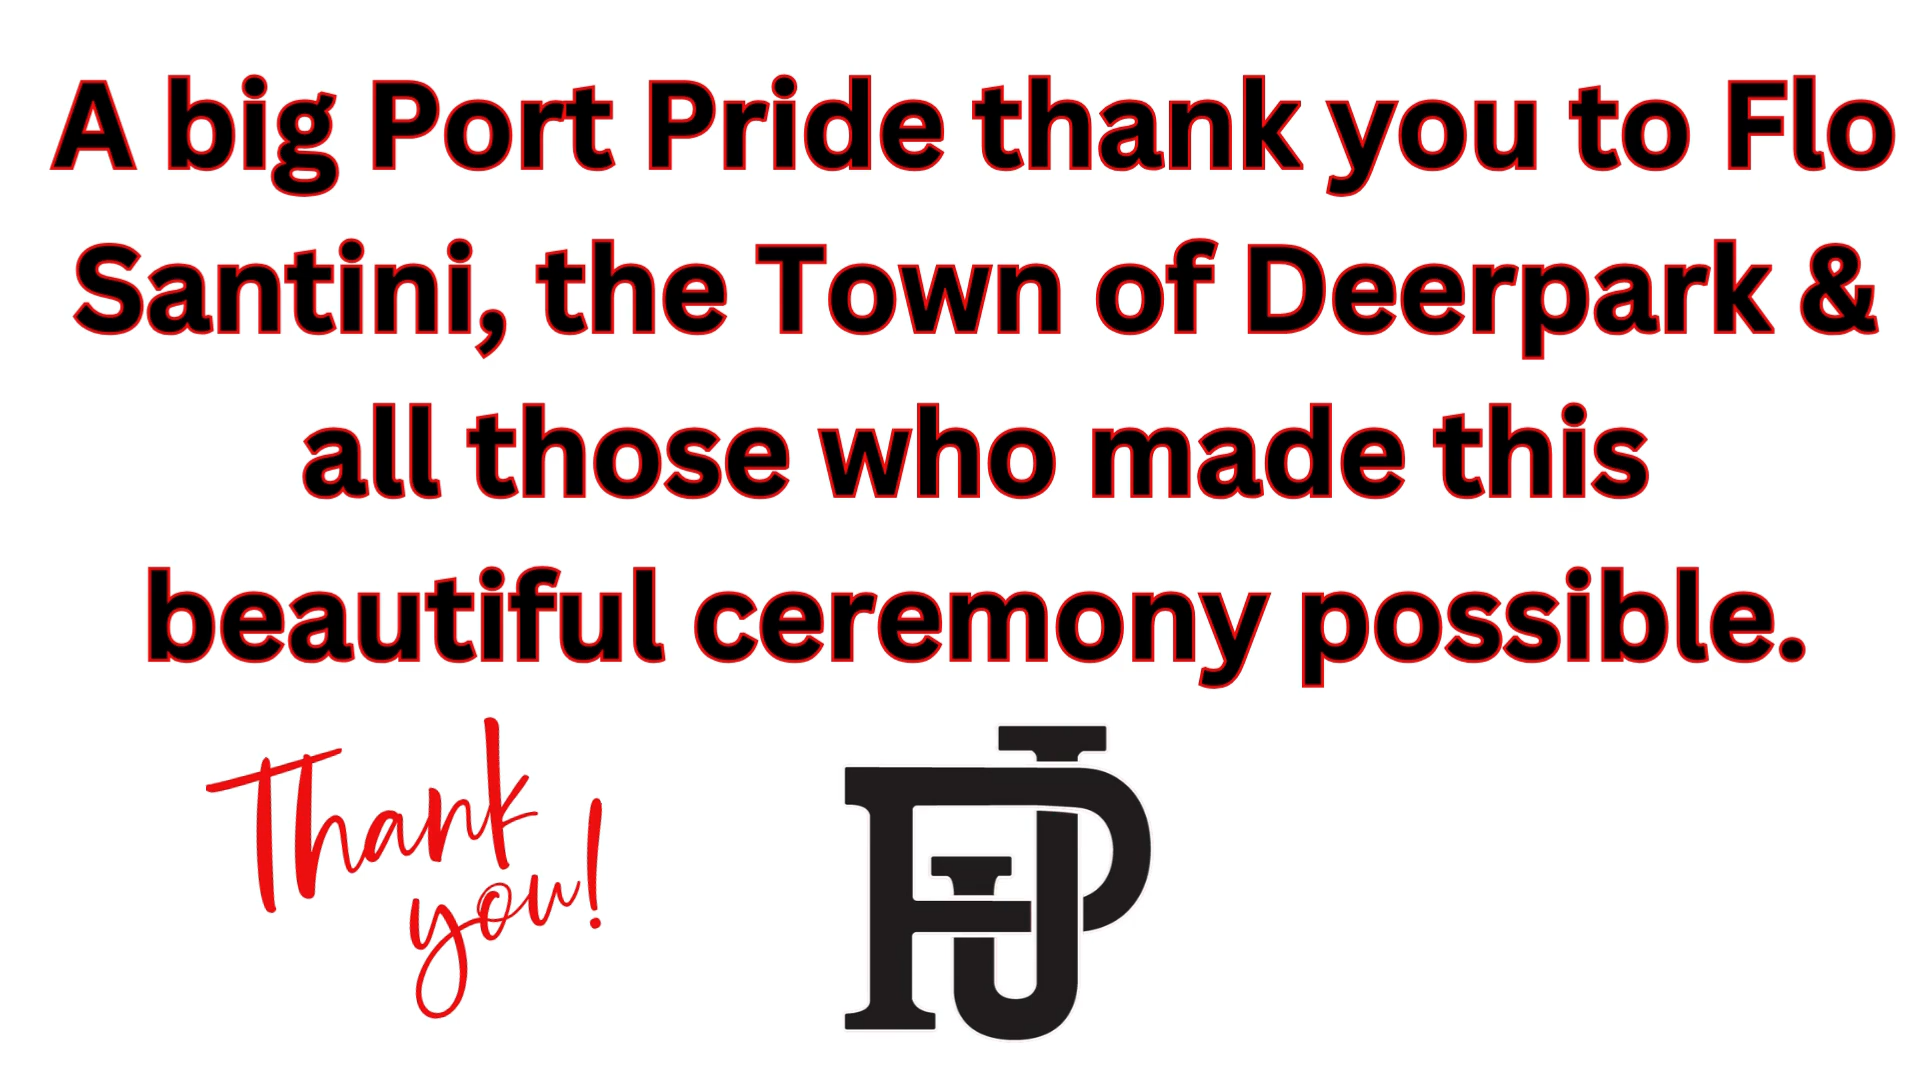 A big Port Pride thank you to Flo
Santini, the Town of Deerpark &
all those who made this
beautiful ceremony possible.
Thank
you!
PJ